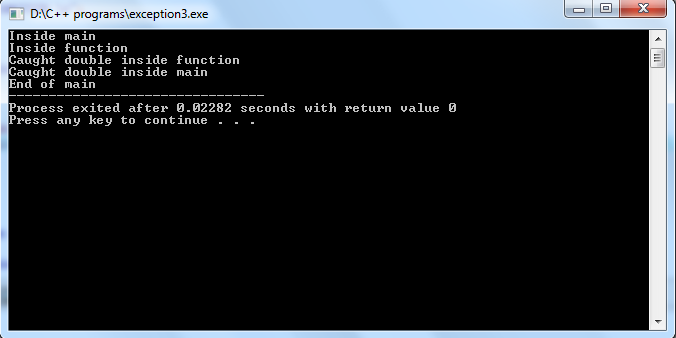 D:\C++ programs\exception3.exe
Inside main
Inside function
Caught double inside function
Caught double inside main
End of main
--------------------------------
Process exited after 0.02282 seconds with return value 0
Press any key to continue . . .